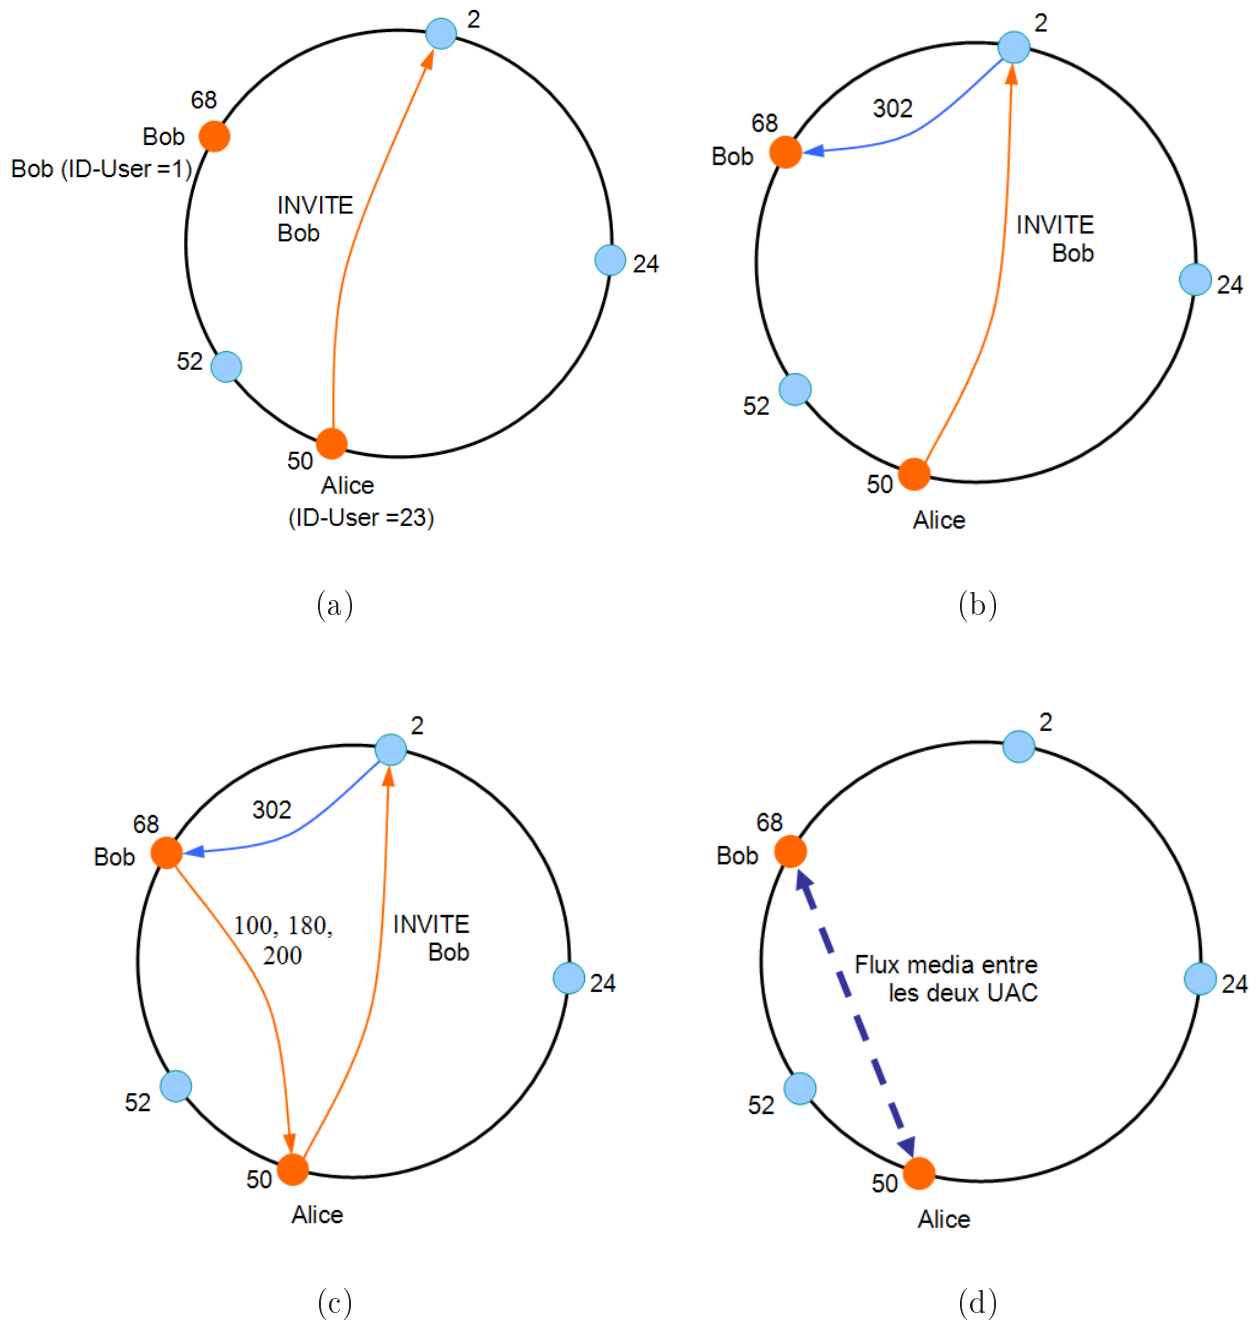 2
68
Bob
Bob (ID-User =1)
INVITE
Bob
24
52
50
Alice
(ID-User =23)
(a)
2
302
68
Bob
INVITE
Bob
24
52
50
Alice
(b)
2
302
68
Bob
100, 180,
200
INVITE
Bob
24
52
50
Alice
(c)
2
68
Bob
Flux media entre
les deux UAC
24
52
50
Alice
(d)